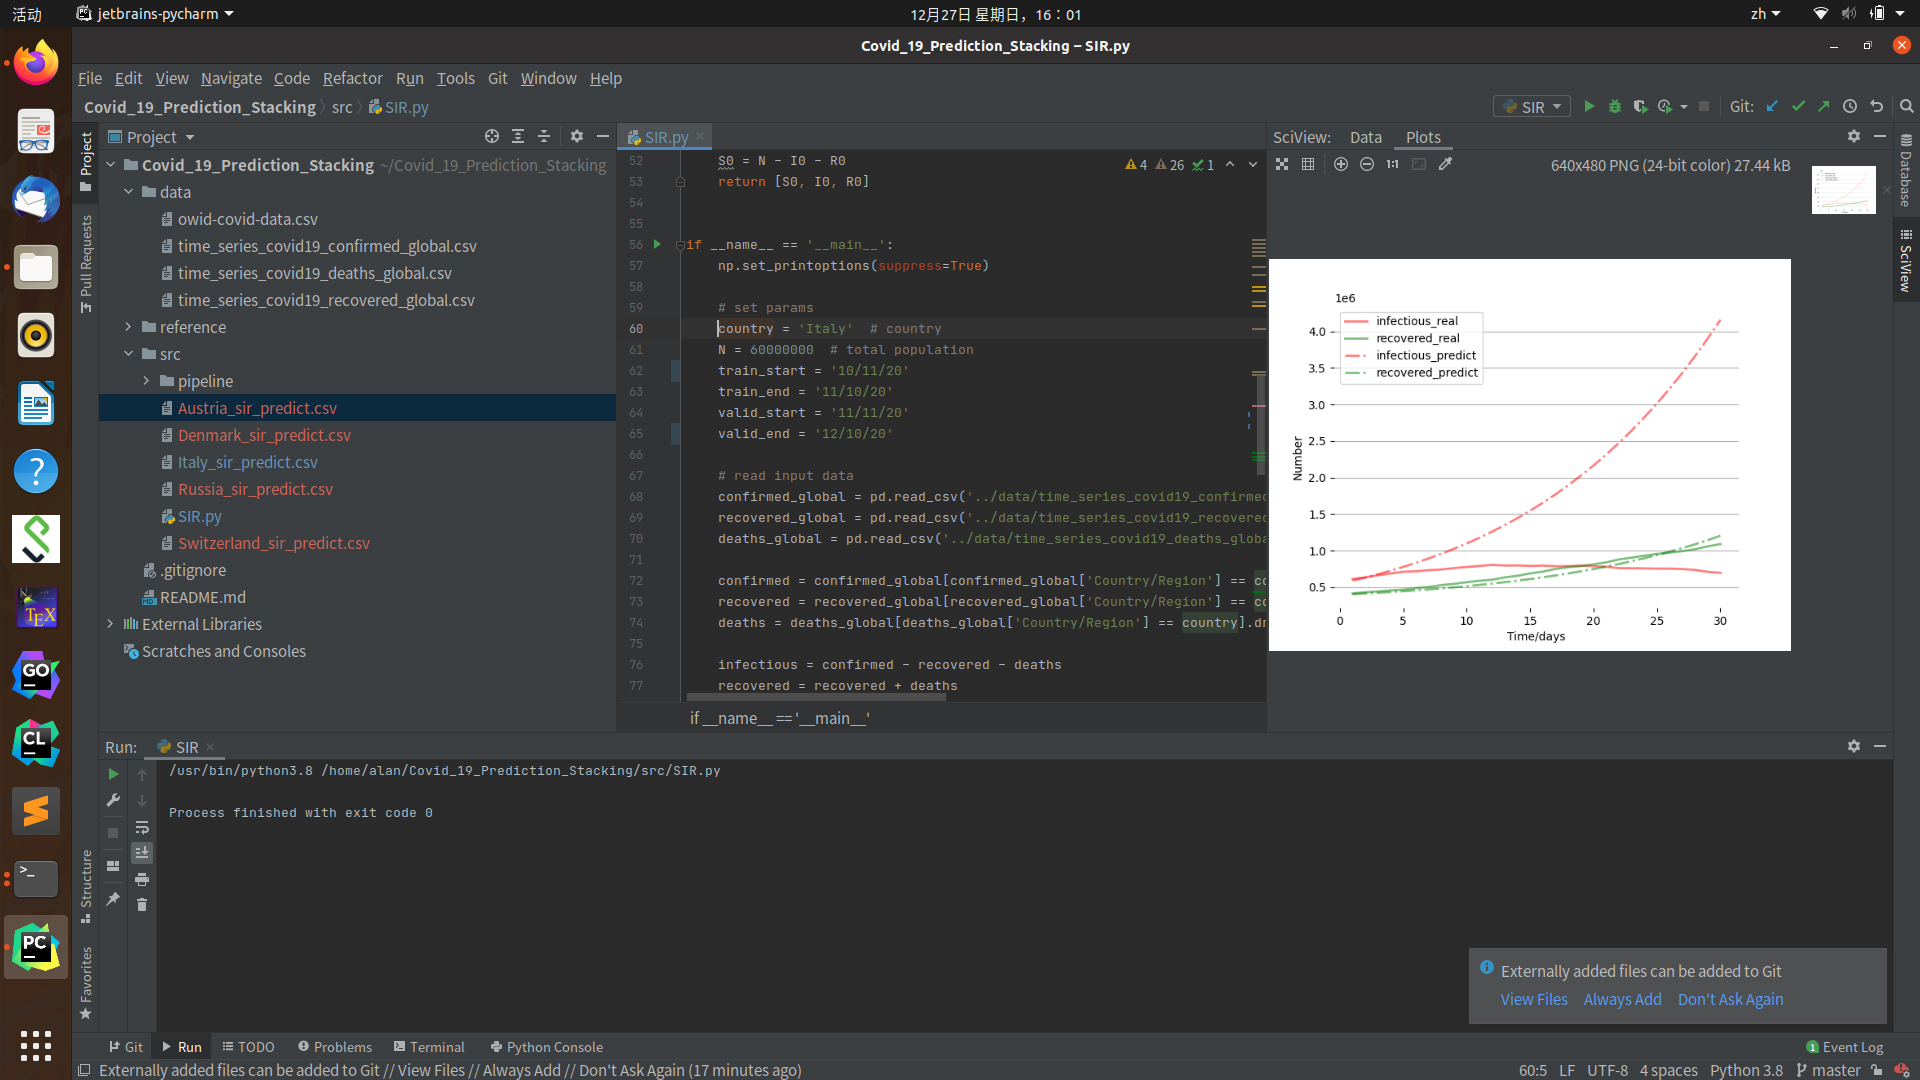 活动
jetbrains-pycharm
12月27日 星期日，16：01
zh
Covid_19_Prediction_Stacking – SIR.py
File Edit View Navigate Code Refactor Run Tools Git Window Help
Covid_19_Prediction_Stacking src SIR.py
SIR
Git:
Project
Pull Requests
Structure
Favorites
Project
Covid_19_Prediction_Stacking ~/Covid_19_Prediction_Stacking
data
owid-covid-data.csv
time_series_covid19_confirmed_global.csv
time_series_covid19_deaths_global.csv
time_series_covid19_recovered_global.csv
reference
src
pipeline
Austria_sir_predict.csv
Denmark_sir_predict.csv
Italy_sir_predict.csv
Russia_sir_predict.csv
SIR.py
Switzerland_sir_predict.csv
.gitignore
README.md
External Libraries
Scratches and Consoles
SIR.py
4 26 1
52 S0 = N - I0 - R0
53 return [S0, I0, R0]
54
55
56 if __name__ == '__main__':
57 np.set_printoptions(suppress=True)
58
59 # set params
60 country = 'Italy'  # country
61 N = 60000000  # total population
62 train_start = '10/11/20'
63 train_end = '11/10/20'
64 valid_start = '11/11/20'
65 valid_end = '12/10/20'
66
67 # read input data
68 confirmed_global = pd.read_csv('../data/time_series_covid19_confirmed
69 recovered_global = pd.read_csv('../data/time_series_covid19_recovered
70 deaths_global = pd.read_csv('../data/time_series_covid19_deaths_globa
71
72 confirmed = confirmed_global[confirmed_global['Country/Region'] == co
73 recovered = recovered_global[recovered_global['Country/Region'] == co
74 deaths = deaths_global[deaths_global['Country/Region'] == country].dr
75
76 infectious = confirmed - recovered - deaths
77 recovered = recovered + deaths
if __name__ == '__main__'
SciView: Data Plots
1:1
640x480 PNG (24-bit color) 27.44 kB
1e6
infectious_real
recovered_real
infectious_predict
recovered_predict
4.0
3.5
3.0
2.5
2.0
1.5
1.0
0.5
Number
0 5 10 15 20 25 30
Time/days
Database
SciView
Run: SIR
/usr/bin/python3.8 /home/alan/Covid_19_Prediction_Stacking/src/SIR.py
Process finished with exit code 0
Externally added files can be added to Git
View Files Always Add Don't Ask Again
TEX
GO
CL
PC
Git Run TODO Problems Terminal Python Console
1 Event Log
Externally added files can be added to Git // View Files // Always Add // Don't Ask Again (17 minutes ago)
60:5 LF UTF-8 4 spaces Python 3.8 master